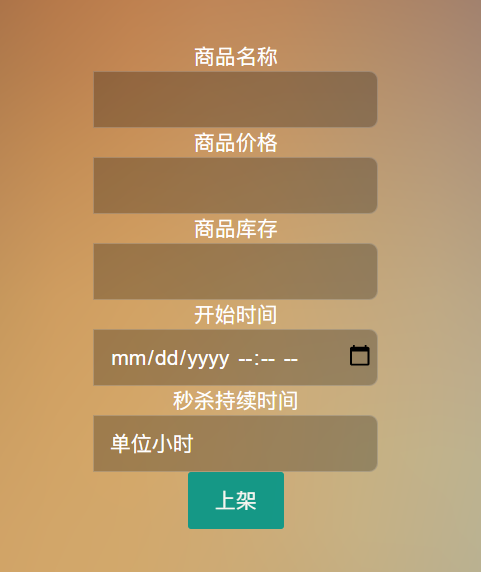 商品名称
商品价格
商品库存
开始时间
mm/dd/yyyy --:-- --
秒杀持续时间
单位小时
上架